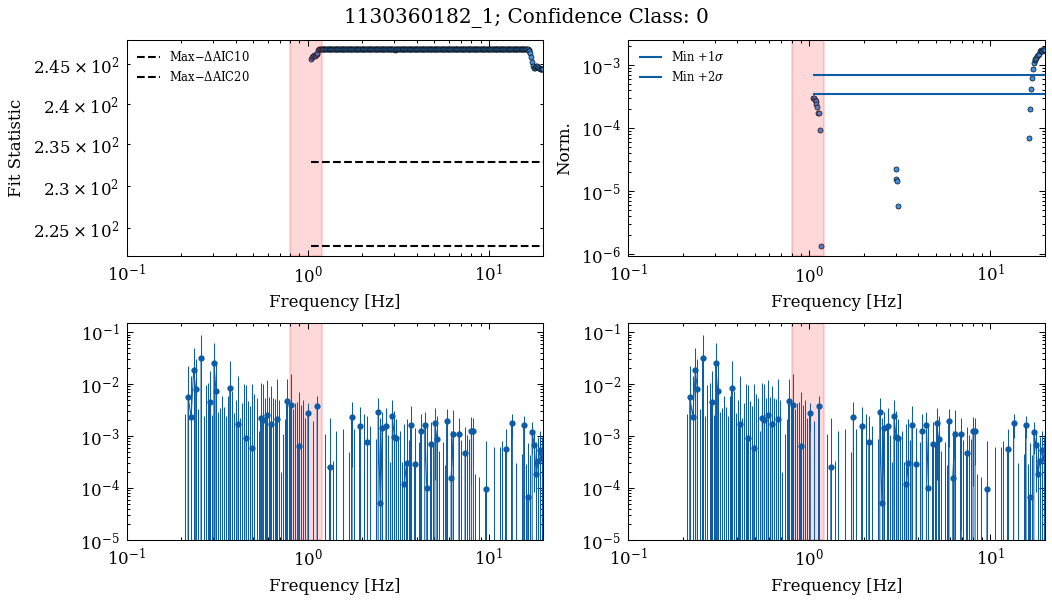 1130360182_1; Confidence Class: 0
Fit Statistic
2.45 × 10²
2.4 × 10²
2.35 × 10²
2.3 × 10²
2.25 × 10²
Max−ΔAIC10
Max−ΔAIC20
10⁻¹ 10⁰ 10¹
Frequency [Hz]
Norm.
10⁻³
10⁻⁴
10⁻⁵
10⁻⁶
Min +1σ
Min +2σ
10⁻¹ 10⁰ 10¹
Frequency [Hz]
10⁻¹
10⁻²
10⁻³
10⁻⁴
10⁻⁵
10⁻¹ 10⁰ 10¹
Frequency [Hz]
10⁻¹
10⁻²
10⁻³
10⁻⁴
10⁻⁵
10⁻¹ 10⁰ 10¹
Frequency [Hz]